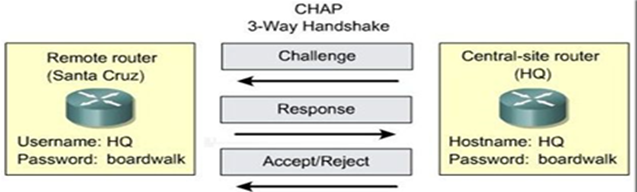 CHAP
3-Way Handshake
Remote router
(Santa Cruz)
Username: HQ
Password: boardwalk
Challenge
Response
Accept/Reject
Central-site router
(HQ)
Hostname: HQ
Password: boardwalk